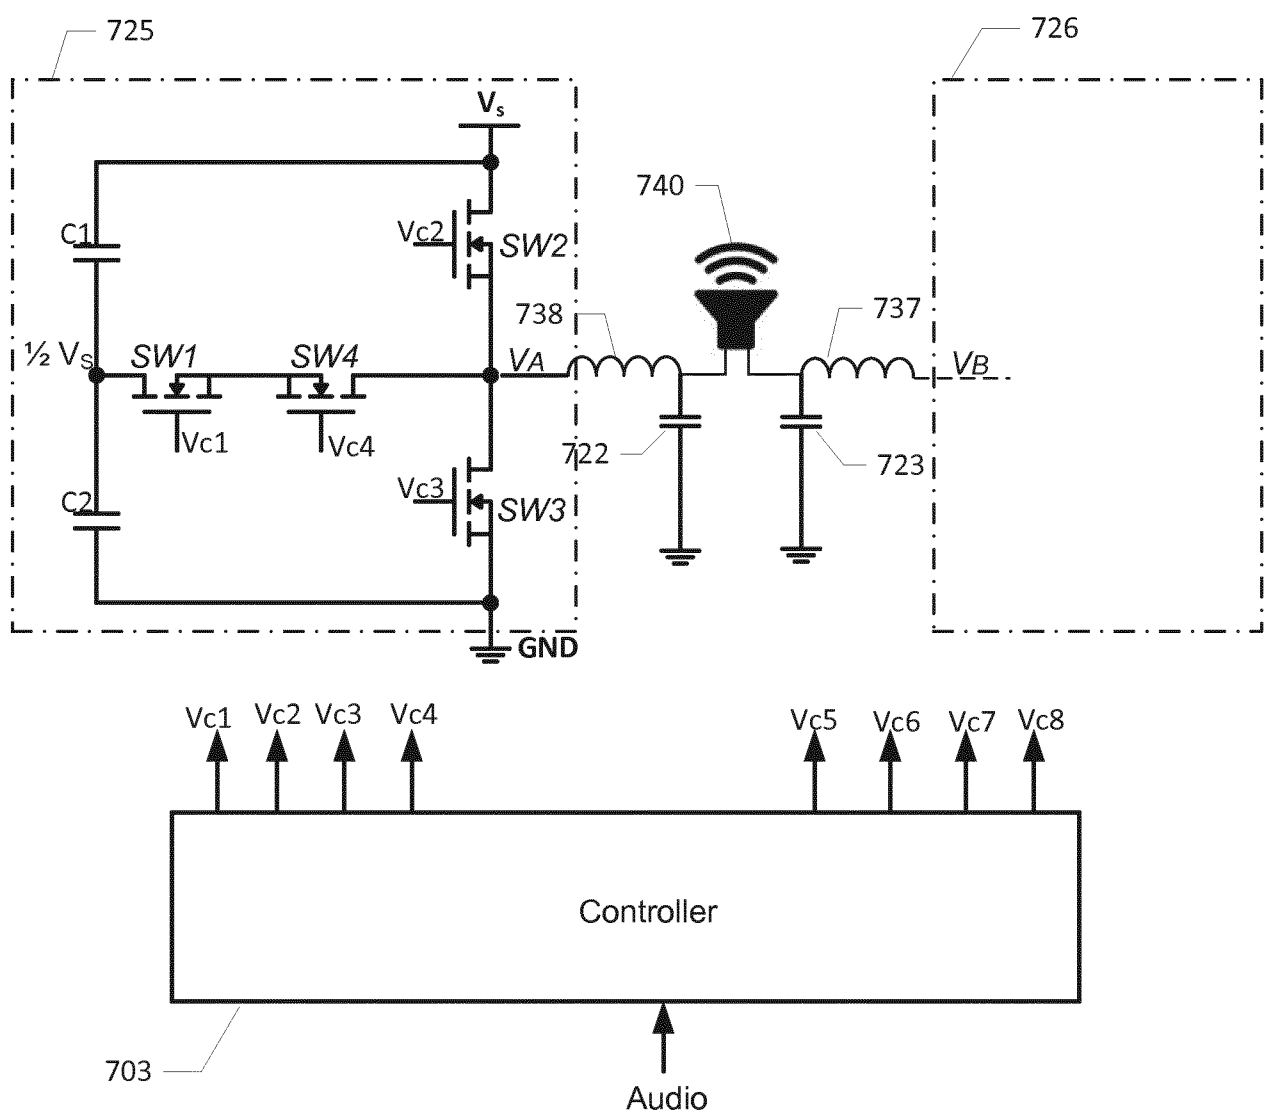 725
726
Vs
740
C1
Vc2
SW2
738
737
½ Vs
SW1
SW4
VA
VB
Vc1
Vc4
722
723
C2
Vc3
SW3
GND
Vc1
Vc2
Vc3
Vc4
Vc5
Vc6
Vc7
Vc8
Controller
703
Audio